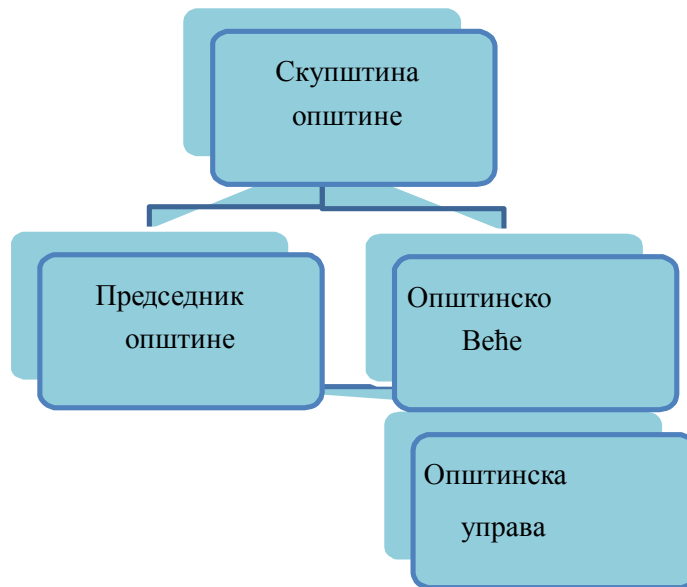 Скупштина
општине
Председник
општине
Општинско
Веће
Општинска
управа